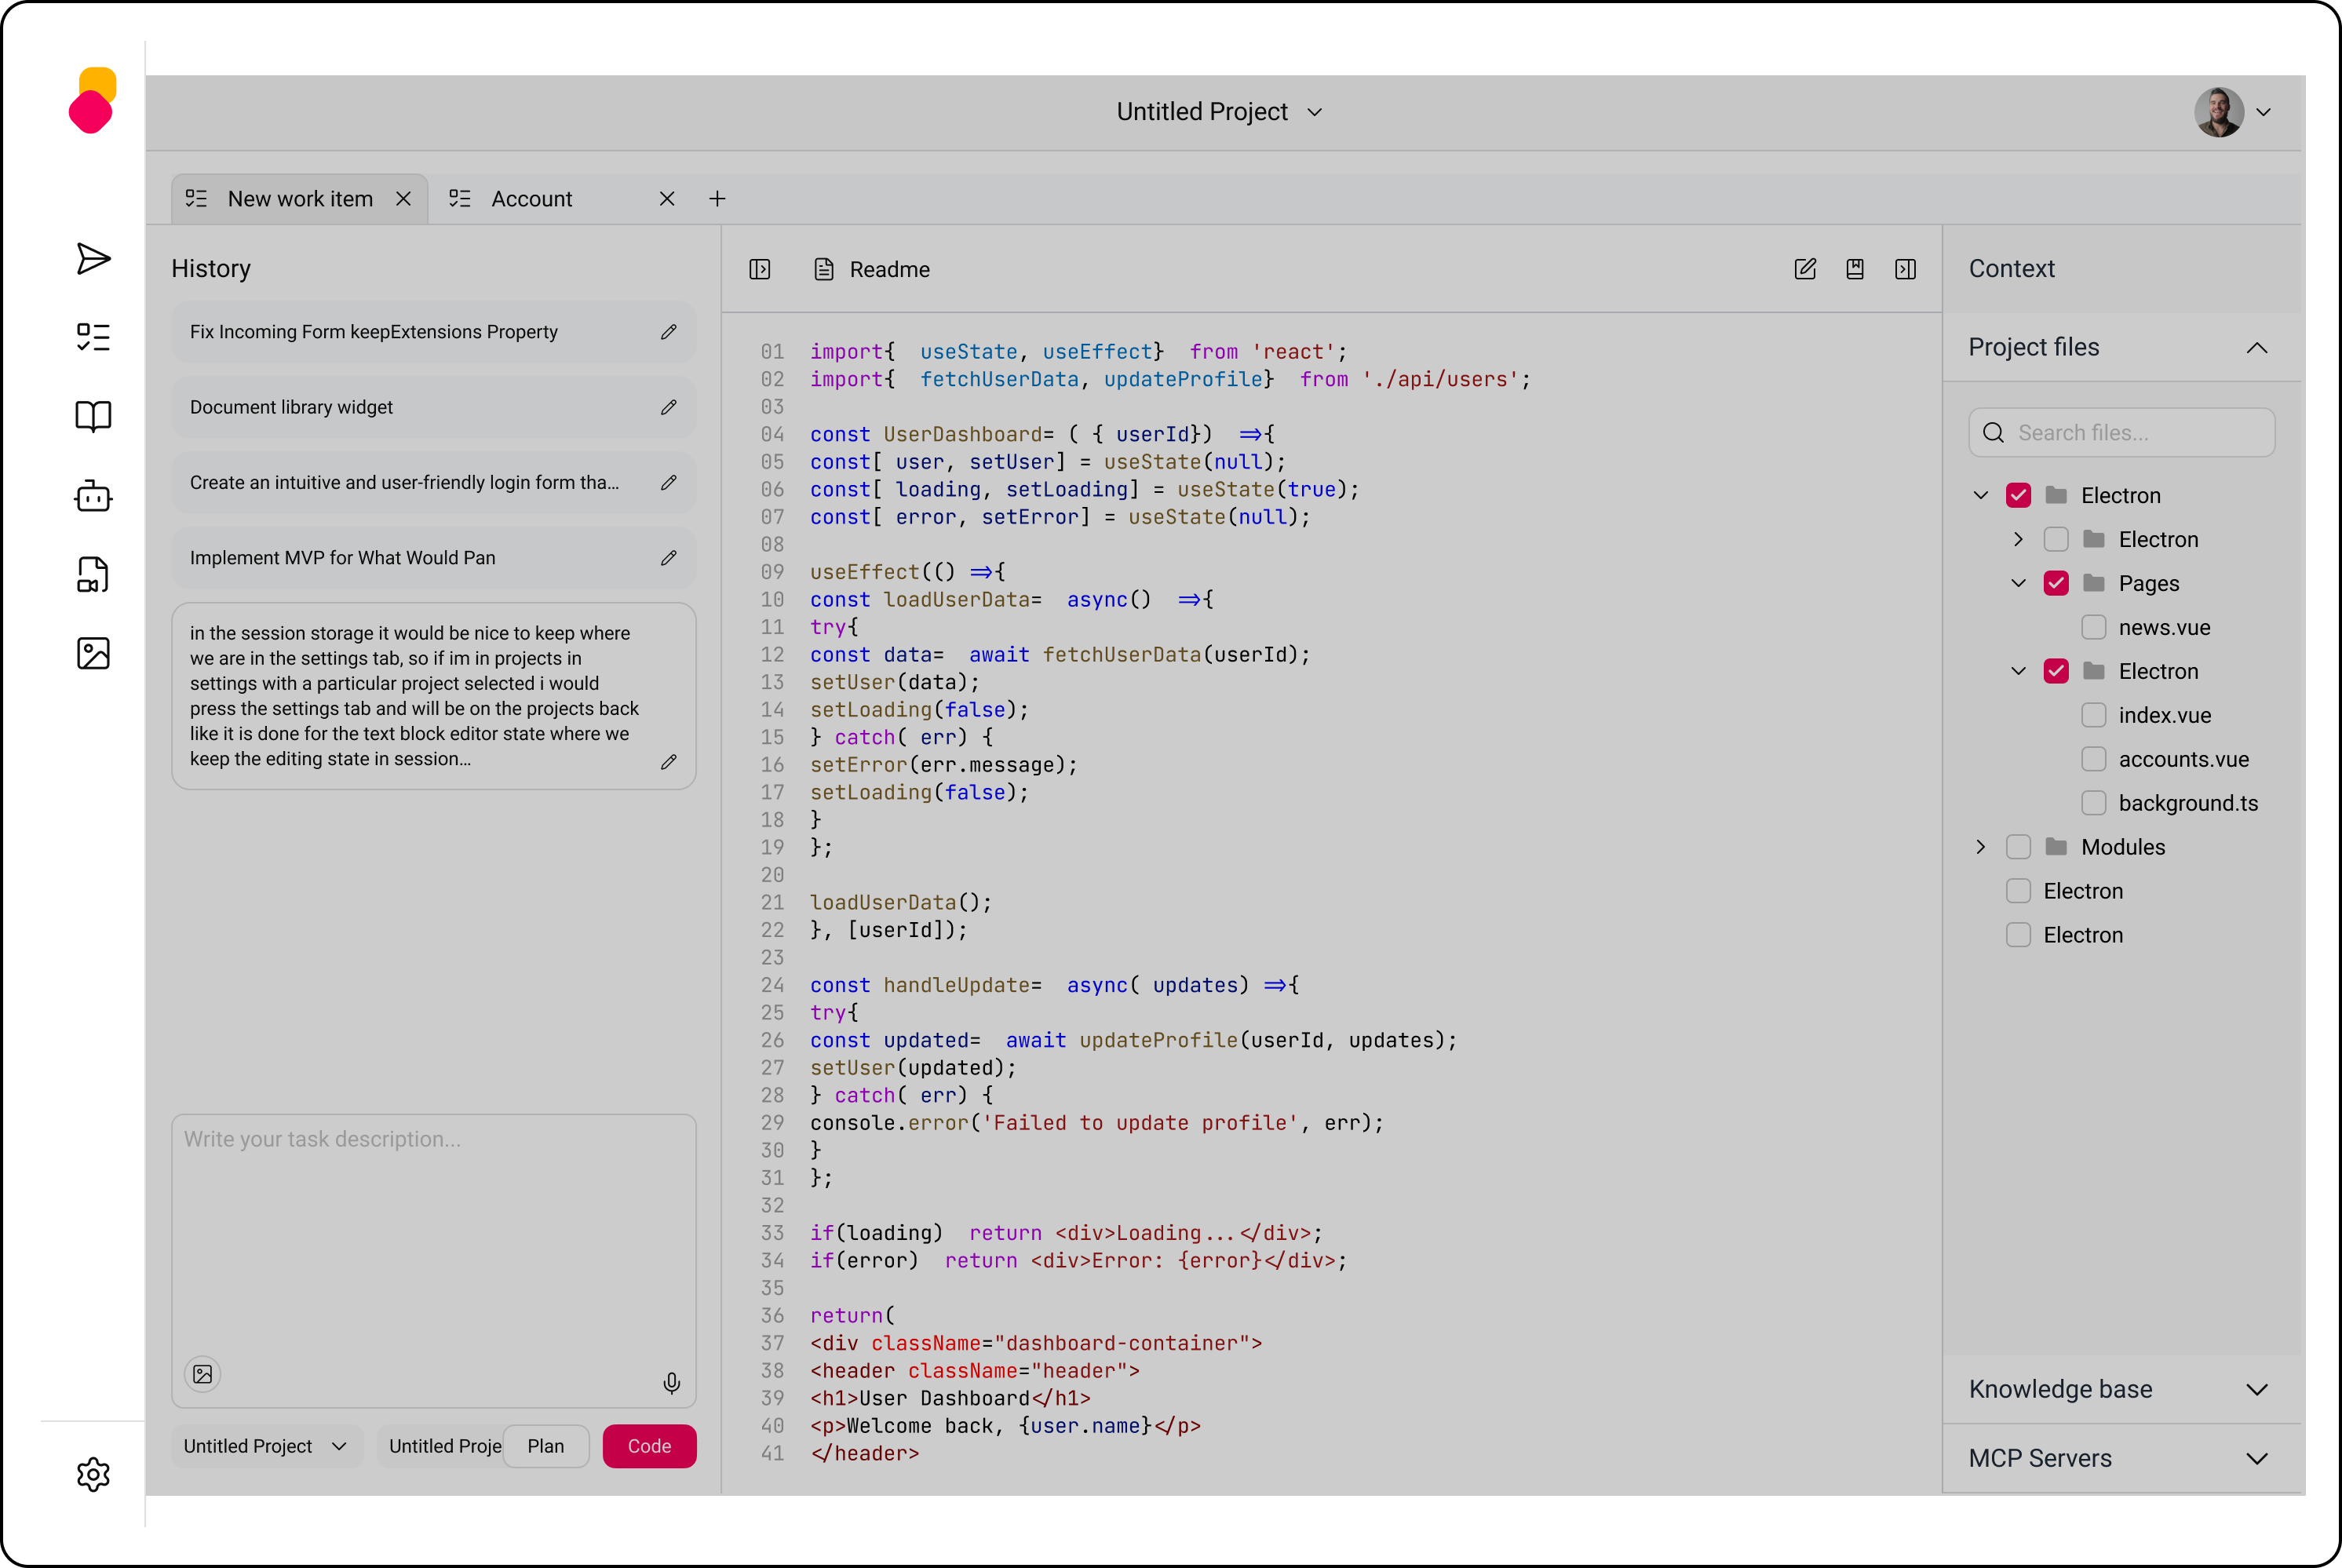 Untitled Project
New work item
Account
History
Fix Incoming Form keepExtensions Property
Document library widget
Create an intuitive and user-friendly login form tha...
Implement MVP for What Would Pan
in the session storage it would be nice to keep where
we are in the settings tab, so if im in projects in
settings with a particular project selected i would
press the settings tab and will be on the projects back
like it is done for the text block editor state where we
keep the editing state in session...
Write your task description...
Untitled Project
Untitled Proje
Plan
Code
Readme
01 import{  useState, useEffect}  from 'react';
02 import{  fetchUserData, updateProfile}  from './api/users';
03
04 const UserDashboard= ( { userId})  =>{
05 const[ user, setUser] = useState(null);
06 const[ loading, setLoading] = useState(true);
07 const[ error, setError] = useState(null);
08
09 useEffect(() =>{
10 const loadUserData=  async()  =>{
11 try{
12 const data=  await fetchUserData(userId);
13 setUser(data);
14 setLoading(false);
15 } catch( err) {
16 setError(err.message);
17 setLoading(false);
18 }
19 };
20
21 loadUserData();
22 }, [userId]);
23
24 const handleUpdate=  async( updates) =>{
25 try{
26 const updated=  await updateProfile(userId, updates);
27 setUser(updated);
28 } catch( err) {
29 console.error('Failed to update profile', err);
30 }
31 };
32
33 if(loading)  return <div>Loading...</div>;
34 if(error)  return <div>Error: {error}</div>;
35
36 return(
37 <div className="dashboard-container">
38 <header className="header">
39 <h1>User Dashboard</h1>
40 <p>Welcome back, {user.name}</p>
41 </header>
Context
Project files
Search files...
Electron
Electron
Pages
news.vue
Electron
index.vue
accounts.vue
background.ts
Modules
Electron
Electron
Knowledge base
MCP Servers